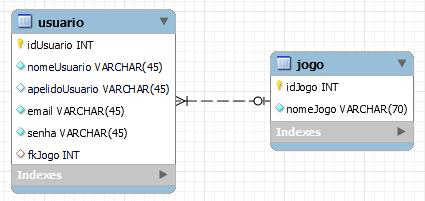 usuario
idUsuario INT
nomeUsuario VARCHAR(45)
apelidoUsuario VARCHAR(45)
email VARCHAR(45)
senha VARCHAR(45)
fkJogo INT
Indexes
jogo
idJogo INT
nomeJogo VARCHAR(70)
Indexes